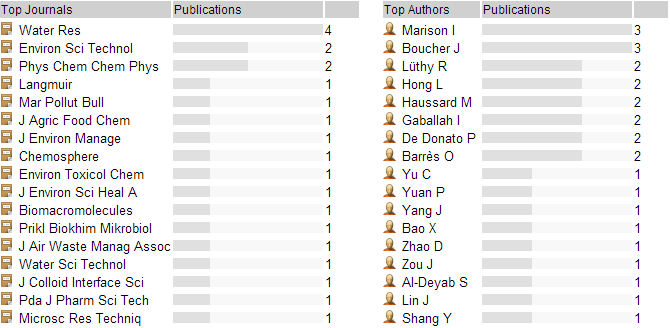 Top Journals Publications Top Authors Publications
Water Res 4 Marison I 3
Environ Sci Technol 2 Boucher J 3
Phys Chem Chem Phys 2 Lüthy R 2
Langmuir 1 Hong L 2
Mar Pollut Bull 1 Haussard M 2
J Agric Food Chem 1 Gaballah I 2
J Environ Manage 1 De Donato P 2
Chemosphere 1 Barrès O 2
Environ Toxicol Chem 1 Yu C 1
J Environ Sci Heal A 1 Yuan P 1
Biomacromolecules 1 Yang J 1
Prikl Biokhim Mikrobiol 1 Bao X 1
J Air Waste Manag Assoc 1 Zhao D 1
Water Sci Technol 1 Zou J 1
J Colloid Interface Sci 1 Al-Deyab S 1
Pda J Pharm Sci Tech 1 Lin J 1
Microsc Res Techniq 1 Shang Y 1